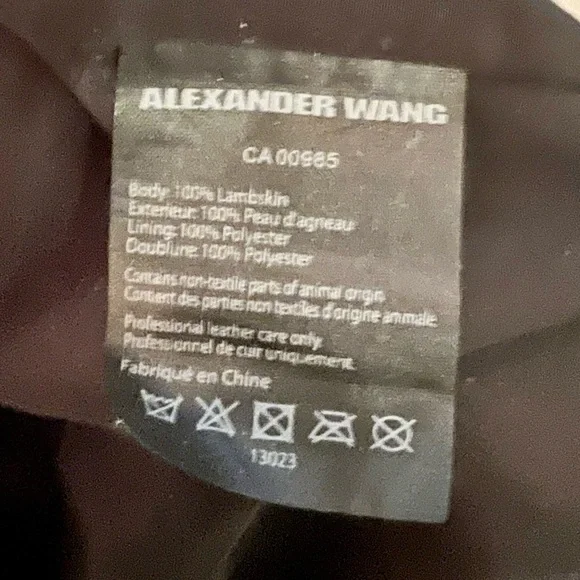 ALEXANDER WANG
CA 00985
Body: 100% Lambskin
Exterieur: 100% Peau d'agneau
Lining: 100% Polyester
Doublure: 100% Polyester
Contains non-textile parts of animal origin.
Contient des parties non textiles d'origine animale.
Professional leather care only.
Professionnel de cuir uniquement.
Fabriqué en Chine
13023